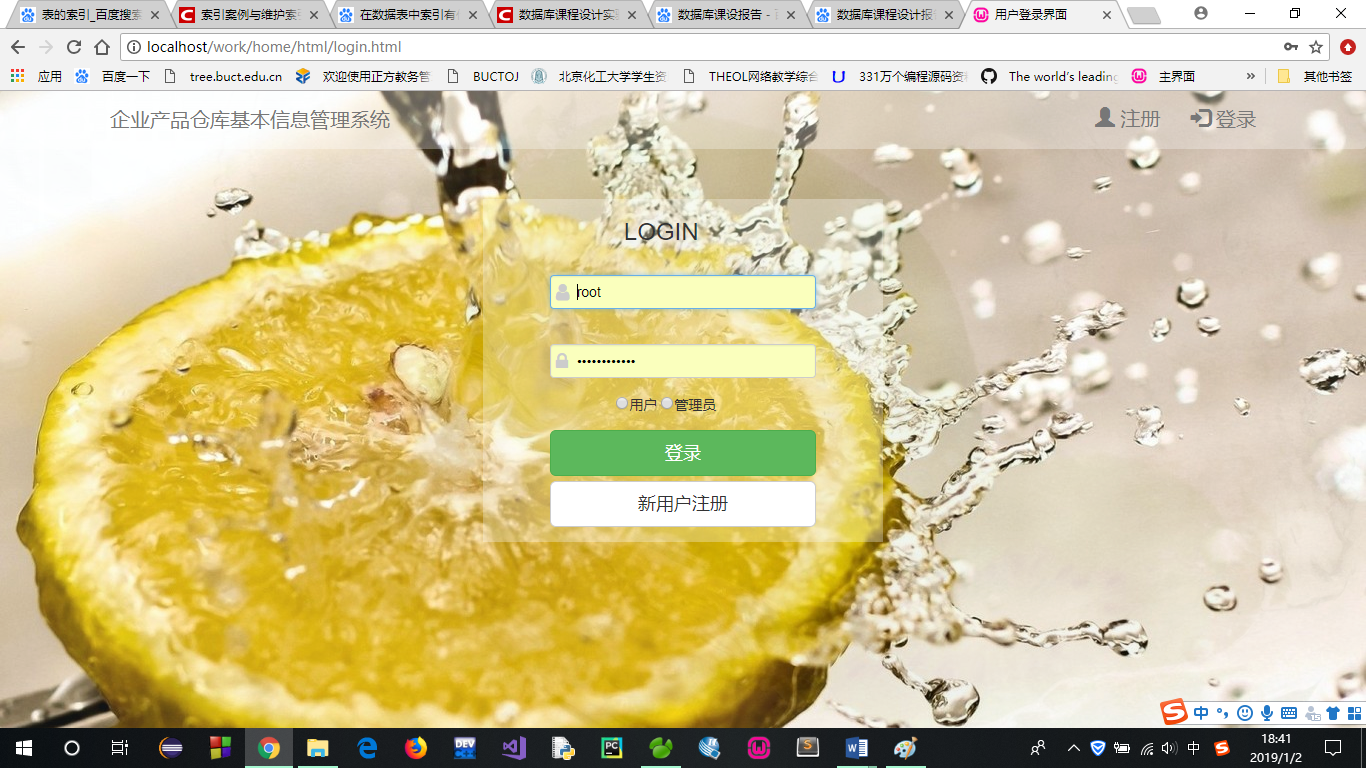 表的索引_百度搜索
索引案例与维护索
在数据表中索引有
数据库课程设计实
数据库课设报告 -
数据库课程设计报
用户登录界面
localhost/work/home/html/login.html
应用
百度一下
tree.buct.edu.cn
欢迎使用正方教务管
BUCTOJ
北京化工大学学生资
THEOL网络教学综合
331万个编程源码资
The world's leading
主界面
»
其他书签
企业产品仓库基本信息管理系统
注册
登录
LOGIN
root
••••••••••••
用户
管理员
登录
新用户注册
中
中
18:41
2019/1/2